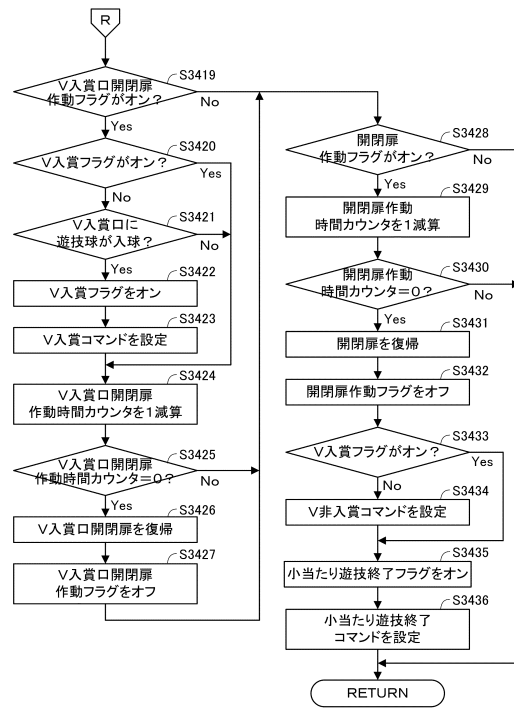 R
S3419
V入賞口開閉扉
作動フラグがオン？
No
Yes
S3420
V入賞フラグがオン？
Yes
No
S3421
V入賞口に
遊技球が入球？
No
Yes
S3422
V入賞フラグをオン
S3423
V入賞コマンドを設定
S3424
V入賞口開閉扉
作動時間カウンタを1減算
S3425
V入賞口開閉扉
作動時間カウンタ＝0？
No
Yes
S3426
V入賞口開閉扉を復帰
S3427
V入賞口開閉扉
作動フラグをオフ
S3428
開閉扉
作動フラグがオン？
No
Yes
S3429
開閉扉作動
時間カウンタを1減算
S3430
開閉扉作動
時間カウンタ＝0？
No
Yes
S3431
開閉扉を復帰
S3432
開閉扉作動フラグをオフ
S3433
V入賞フラグがオン？
Yes
No
S3434
V非入賞コマンドを設定
S3435
小当たり遊技終了フラグをオン
S3436
小当たり遊技終了
コマンドを設定
RETURN